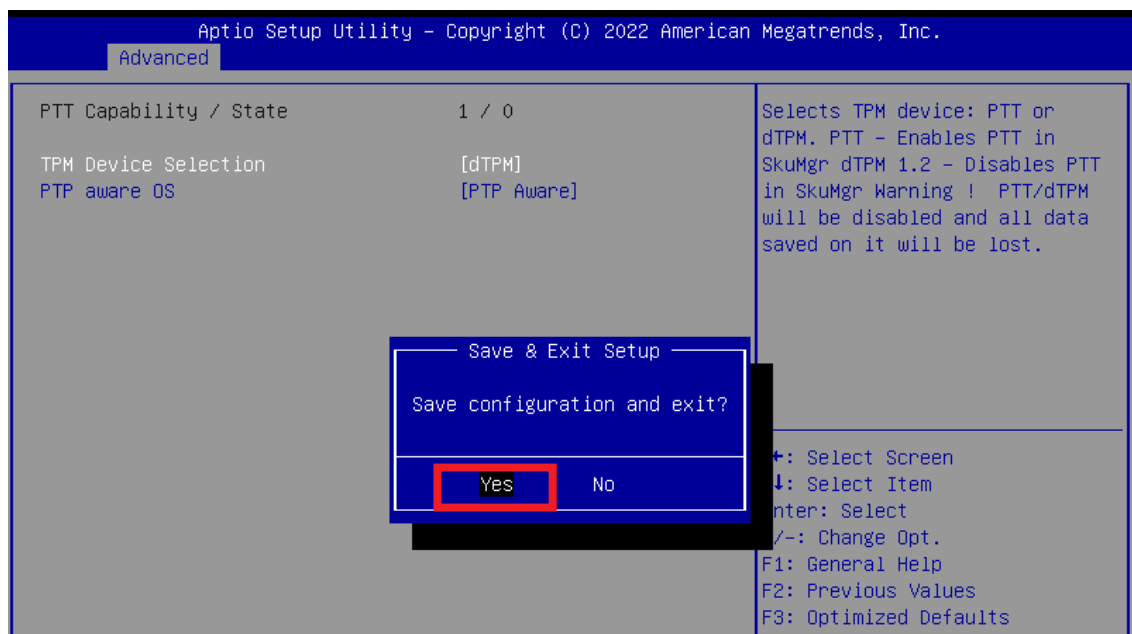 Aptio Setup Utility – Copyright (C) 2022 American Megatrends, Inc.
Advanced
PTT Capability / State 1 / 0
TPM Device Selection [dTPM]
PTP aware OS [PTP Aware]
Selects TPM device: PTT or
dTPM. PTT – Enables PTT in
SkuMgr dTPM 1.2 – Disables PTT
in SkuMgr Warning ! PTT/dTPM
will be disabled and all data
saved on it will be lost.
Save & Exit Setup
Save configuration and exit?
Yes No
: Select Screen
↓: Select Item
nter: Select
/-: Change Opt.
F1: General Help
F2: Previous Values
F3: Optimized Defaults